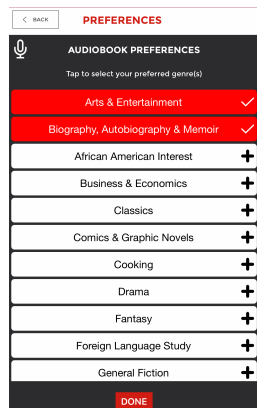 BACK
PREFERENCES
AUDIOBOOK PREFERENCES
Tap to select your preferred genre(s)
Arts & Entertainment
Biography, Autobiography & Memoir
African American Interest
Business & Economics
Classics
Comics & Graphic Novels
Cooking
Drama
Fantasy
Foreign Language Study
General Fiction
DONE